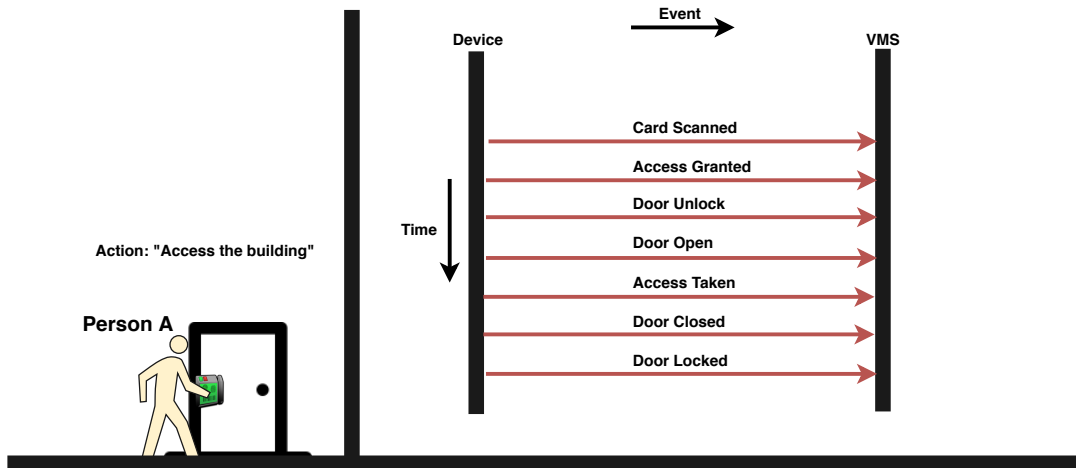 Event
Device
VMS
Card Scanned
Access Granted
Door Unlock
Time
Door Open
Action: "Access the building"
Access Taken
Person A
Door Closed
Door Locked